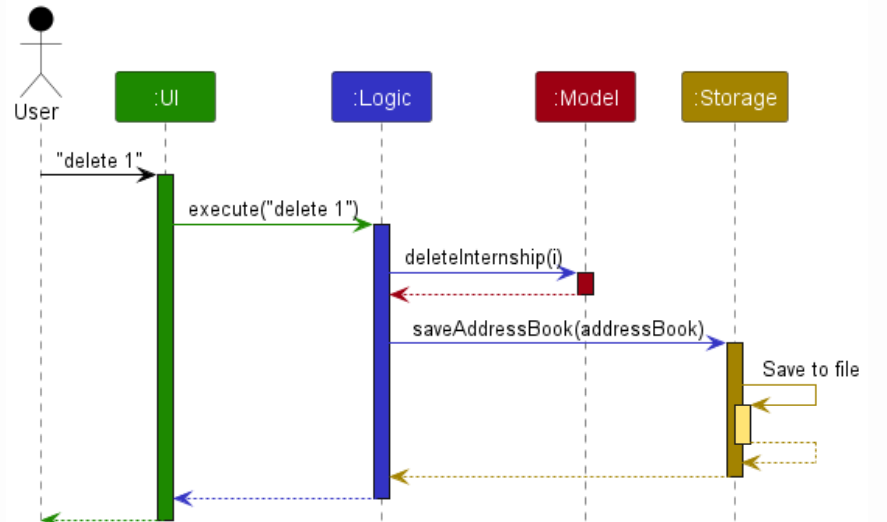 User
:UI
:Logic
:Model
:Storage
"delete 1"
execute("delete 1")
deleteInternship(i)
saveAddressBook(addressBook)
Save to file